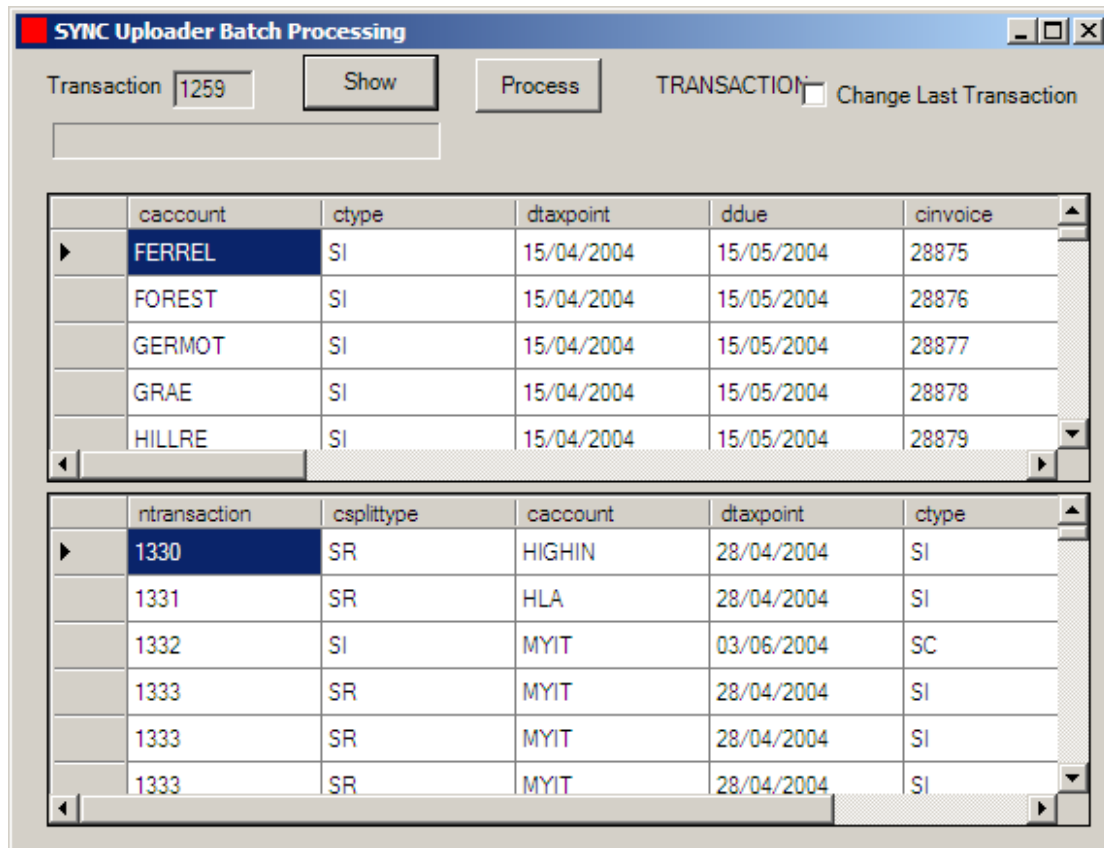 SYNC Uploader Batch Processing
Transaction 1259 Show Process TRANSACTION Change Last Transaction
caccount ctype dtaxpoint ddue cinvoice
FERREL SI 15/04/2004 15/05/2004 28875
FOREST SI 15/04/2004 15/05/2004 28876
GERMOT SI 15/04/2004 15/05/2004 28877
GRAE SI 15/04/2004 15/05/2004 28878
HILLRE SI 15/04/2004 15/05/2004 28879
ntransaction csplittype caccount dtaxpoint ctype
1330 SR HIGHIN 28/04/2004 SI
1331 SR HLA 28/04/2004 SI
1332 SI MYIT 03/06/2004 SC
1333 SR MYIT 28/04/2004 SI
1333 SR MYIT 28/04/2004 SI
1333 SR MYIT 28/04/2004 SI